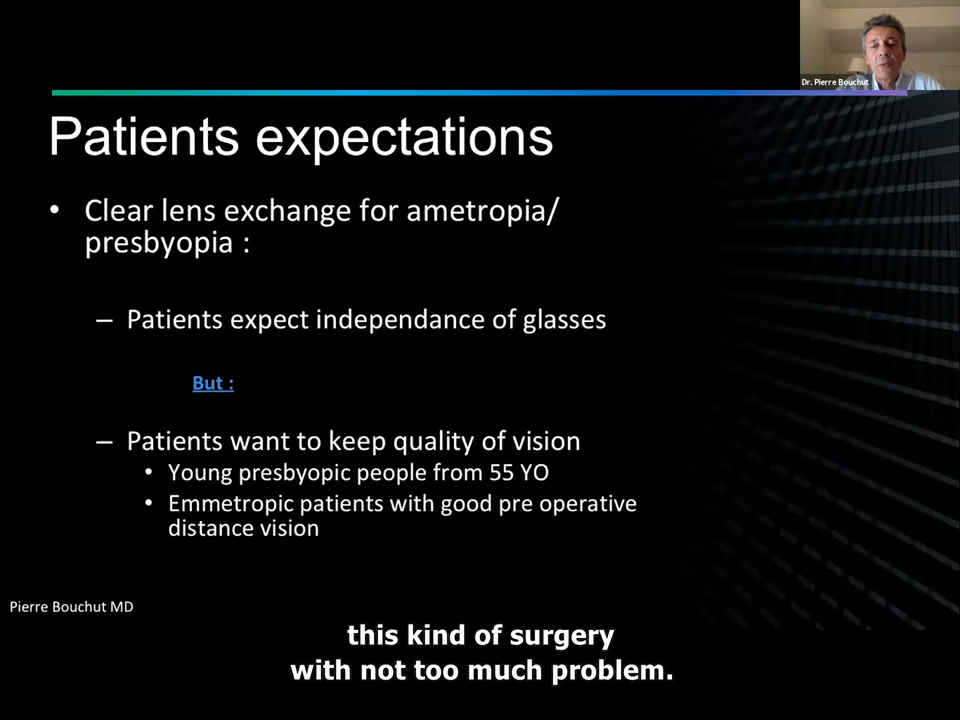 Dr. Pierre Bouchut
Patients expectations
• Clear lens exchange for ametropia/
presbyopia :
– Patients expect independance of glasses
But :
– Patients want to keep quality of vision
• Young presbyopic people from 55 YO
• Emmetropic patients with good pre operative
distance vision
Pierre Bouchut MD
this kind of surgery
with not too much problem.